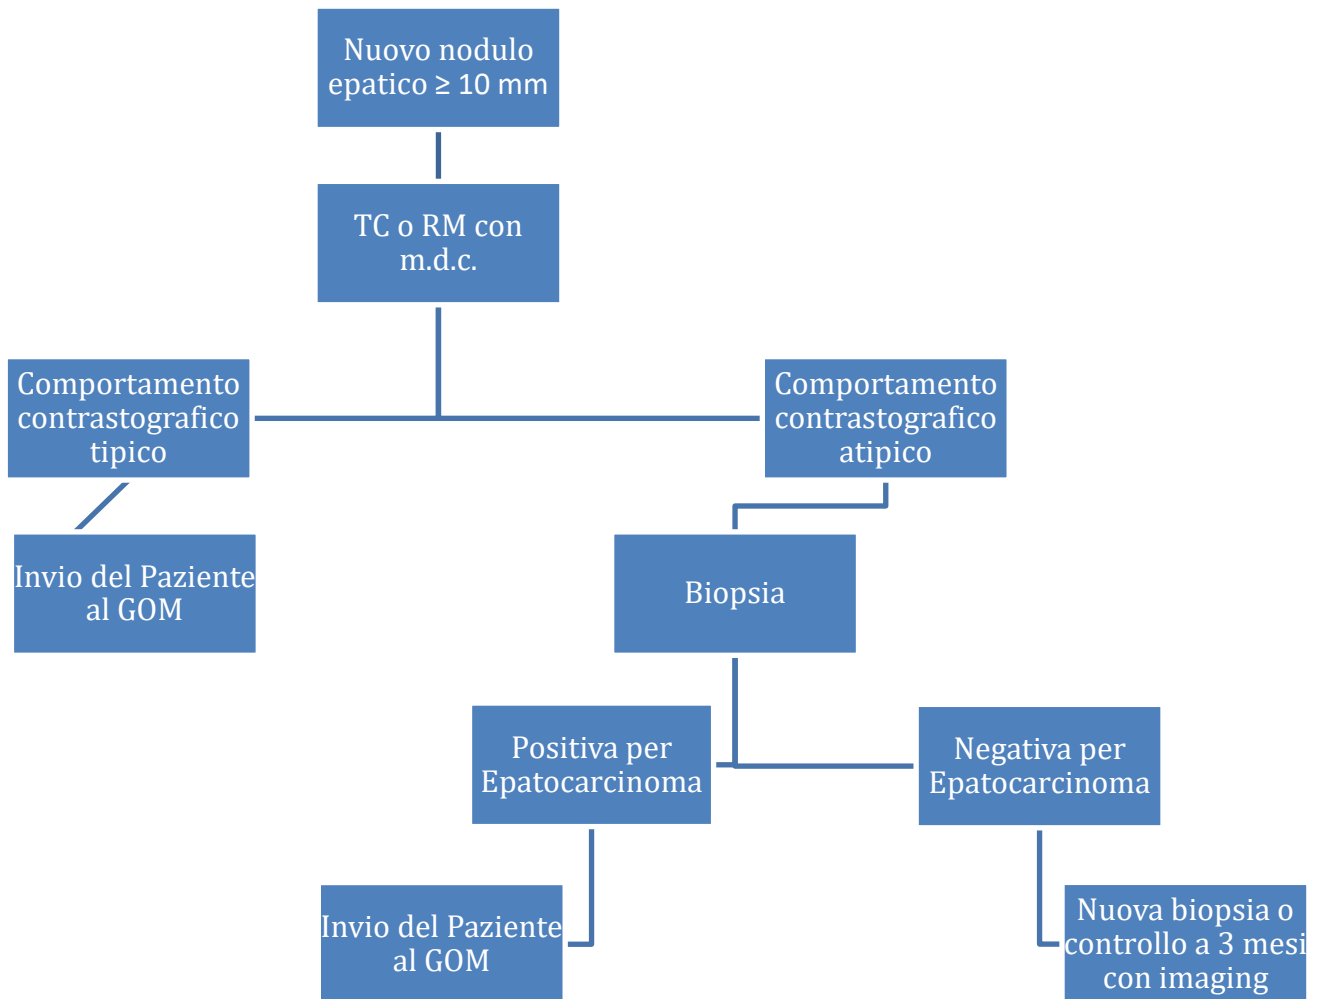 Nuovo nodulo
epatico ≥ 10 mm
TC o RM con
m.d.c.
Comportamento
contrastografico
tipico
Comportamento
contrastografico
atipico
Invio del Paziente
al GOM
Biopsia
Positiva per
Epatocarcinoma
Negativa per
Epatocarcinoma
Invio del Paziente
al GOM
Nuova biopsia o
controllo a 3 mesi
con imaging